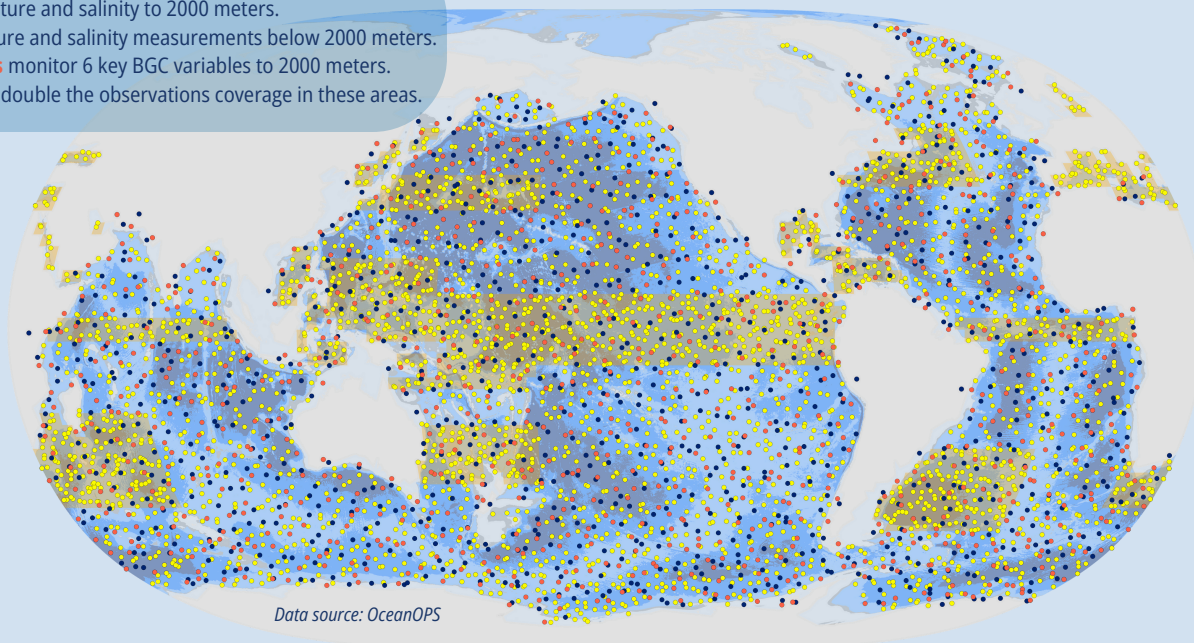 ture and salinity to 2000 meters.
ure and salinity measurements below 2000 meters.
s monitor 6 key BGC variables to 2000 meters.
double the observations coverage in these areas.
Data source: OceanOPS